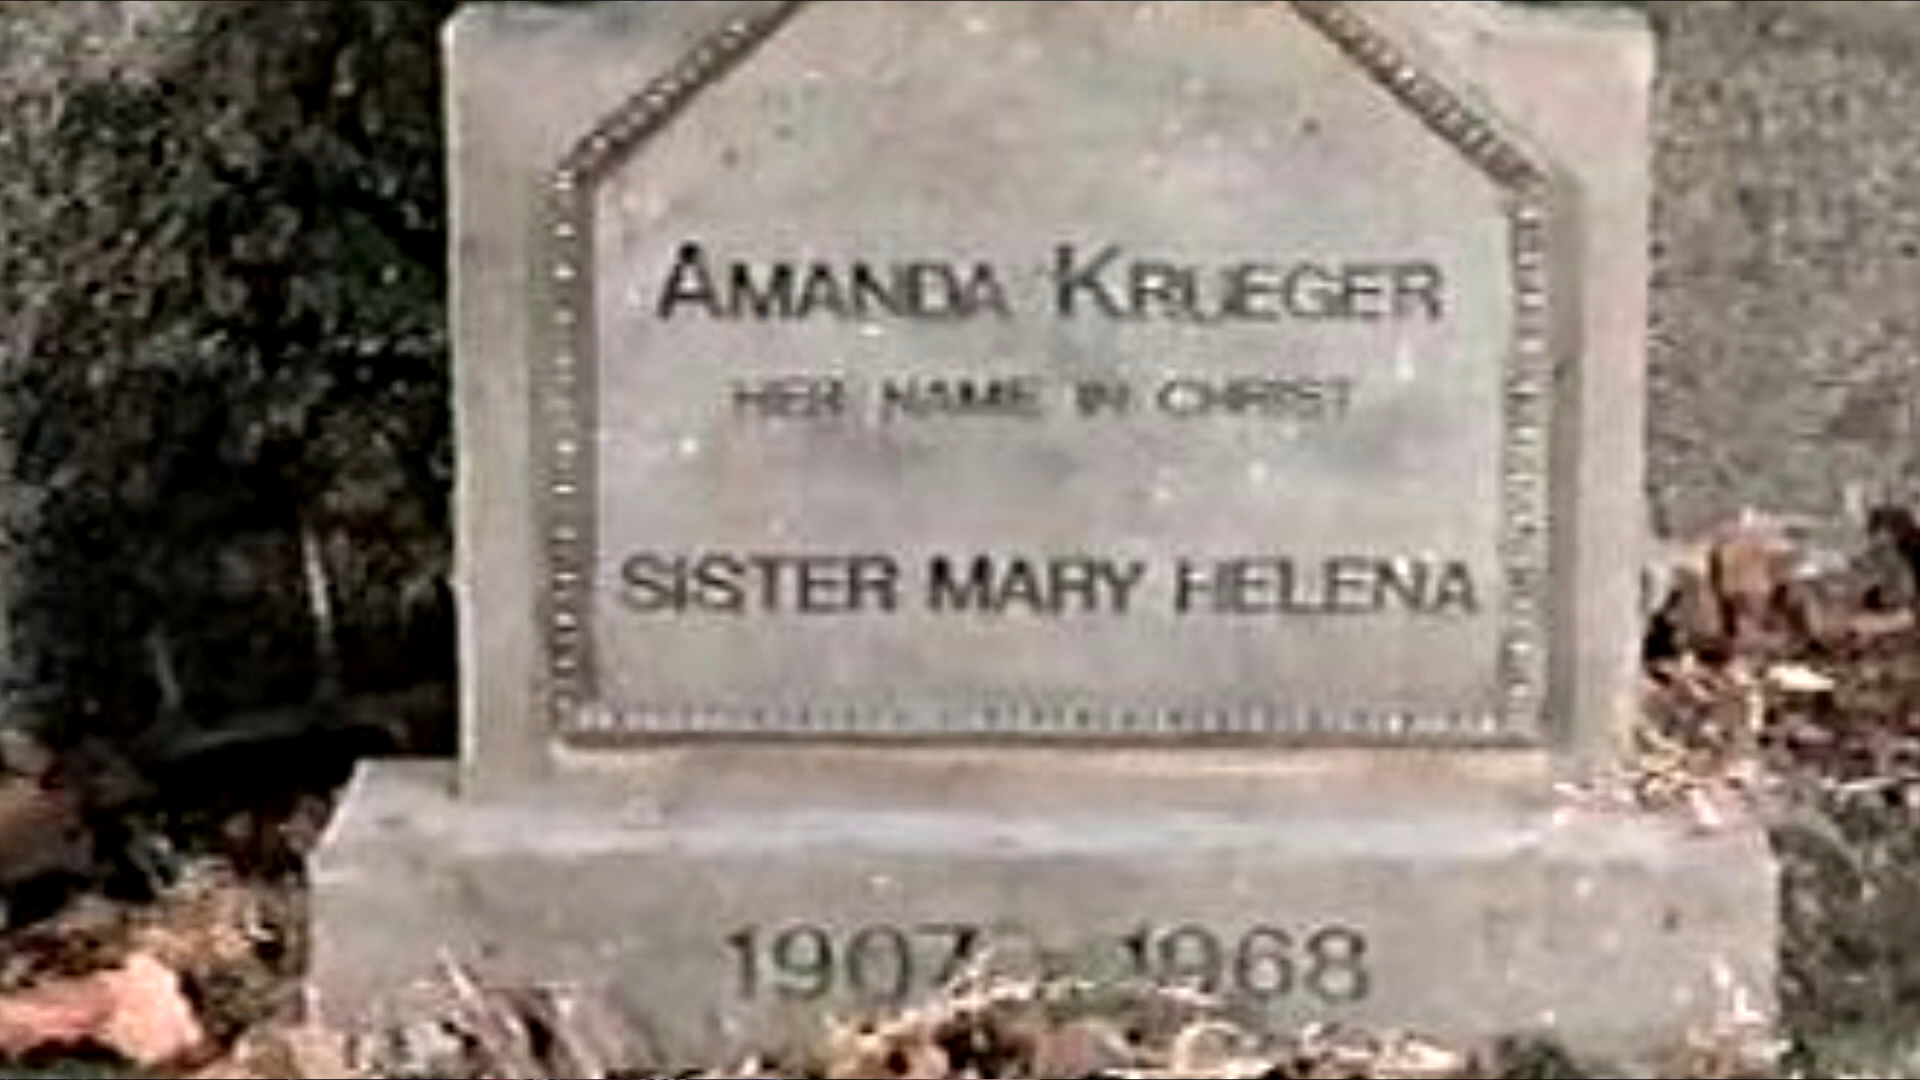 AMANDA KRUEGER
HER NAME IN CHRIST
SISTER MARY HELENA
1907 - 1968